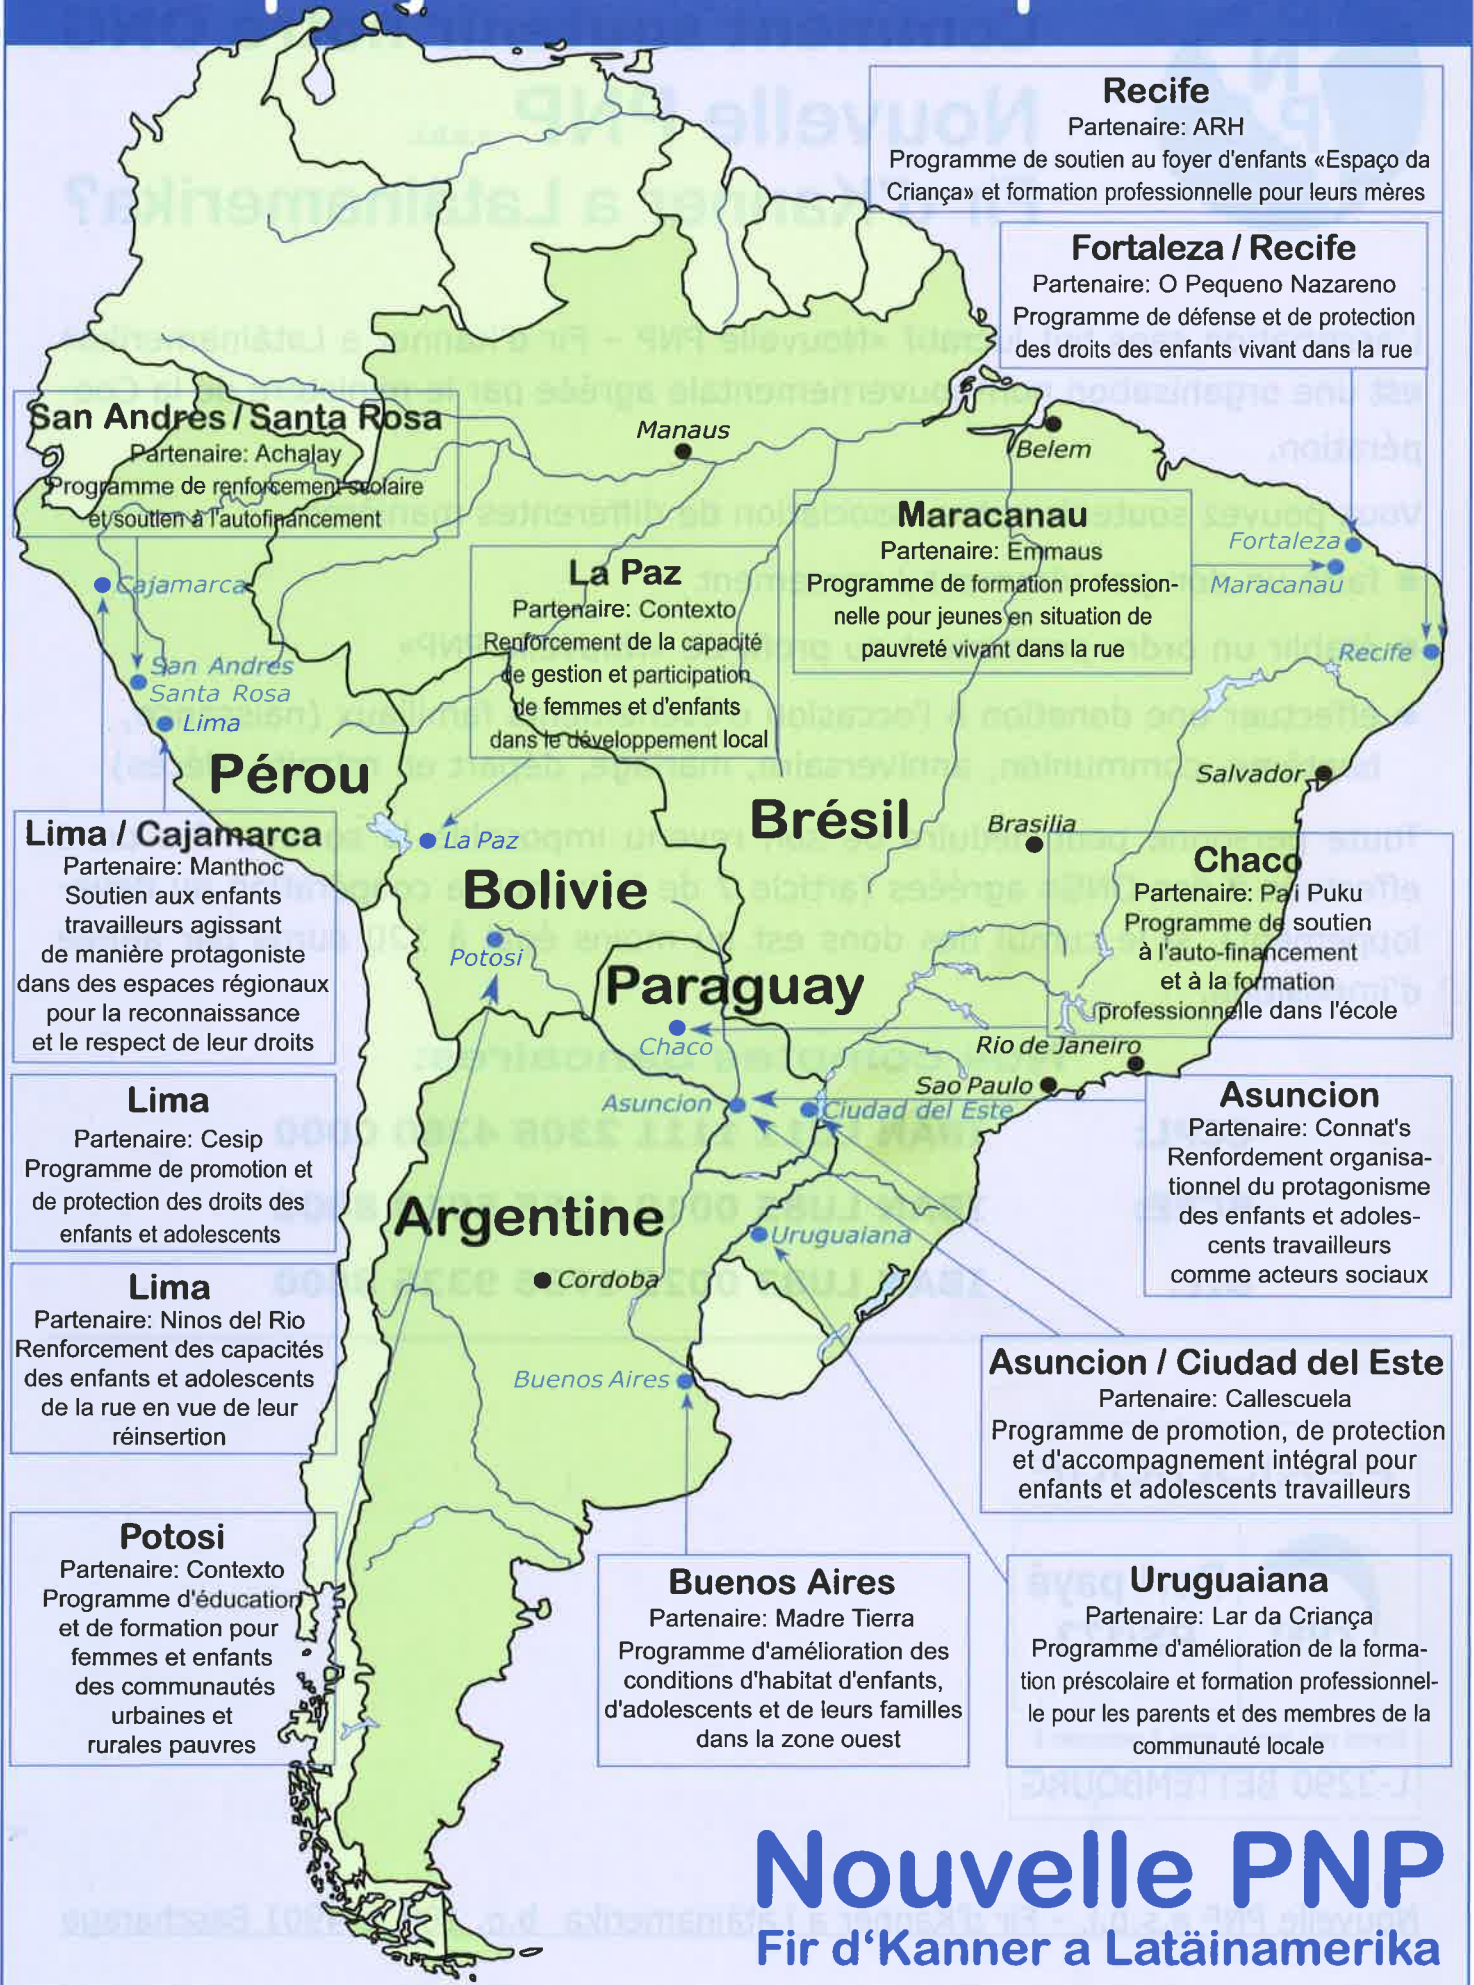 Recife
Partenaire: ARH
Programme de soutien au foyer d'enfants «Espaço da
Criança» et formation professionnelle pour leurs mères
Fortaleza / Recife
Partenaire: O Pequeno Nazareno
Programme de défense et de protection
des droits des enfants vivant dans la rue
San Andres / Santa Rosa
Partenaire: Achalay
Programme de renforcement scolaire
et soutien à l'autofinancement
Manaus
Belem
Maracanau
Partenaire: Emmaus
Programme de formation profession-
nelle pour jeunes en situation de
pauvreté vivant dans la rue
Fortaleza
Maracanau
Recife
La Paz
Partenaire: Contexto
Renforcement de la capacité
de gestion et participation
de femmes et d'enfants
dans le développement local
Cajamarca
San Andres
Santa Rosa
Lima
Pérou
Brésil
Salvador
Brasilia
Lima / Cajamarca
Partenaire: Manthoc
Soutien aux enfants
travailleurs agissant
de manière protagoniste
dans des espaces régionaux
pour la reconnaissance
et le respect de leur droits
La Paz
Bolivie
Potosi
Paraguay
Chaco
Chaco
Partenaire: Pai Puku
Programme de soutien
à l'auto-financement
et à la formation
professionnelle dans l'école
Rio de Janeiro
Sao Paulo
Asuncion
Ciudad del Este
Lima
Partenaire: Cesip
Programme de promotion et
de protection des droits des
enfants et adolescents
Asuncion
Partenaire: Connat's
Renfordement organisa-
tionnel du protagonisme
des enfants et adoles-
cents travailleurs
comme acteurs sociaux
Argentine
Uruguaiana
Cordoba
Lima
Partenaire: Ninos del Rio
Renforcement des capacités
des enfants et adolescents
de la rue en vue de leur
réinsertion
Buenos Aires
Asuncion / Ciudad del Este
Partenaire: Callescuela
Programme de promotion, de protection
et d'accompagnement intégral pour
enfants et adolescents travailleurs
Potosi
Partenaire: Contexto
Programme d'éducation
et de formation pour
femmes et enfants
des communautés
urbaines et
rurales pauvres
Buenos Aires
Partenaire: Madre Tierra
Programme d'amélioration des
conditions d'habitat d'enfants,
d'adolescents et de leurs familles
dans la zone ouest
Uruguaiana
Partenaire: Lar da Criança
Programme d'amélioration de la forma-
tion préscolaire et formation professionnel-
le pour les parents et des membres de la
communauté locale
Nouvelle PNP
Fir d'Kanner a Latäinamerika